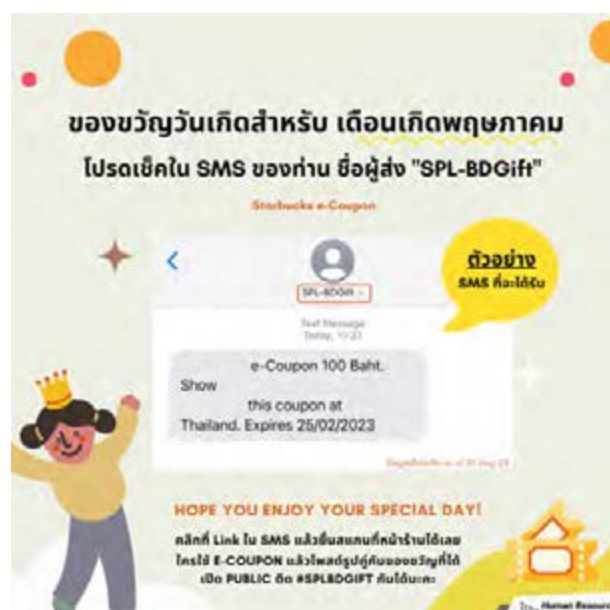 ของขวัญวันเกิดสำหรับ เดือนเกิดพฤษภาคม
โปรดเช็คใน SMS ของท่าน ชื่อผู้ส่ง "SPL-BDGift"
Starbucks e-Coupon
ตัวอย่าง
SMS ที่จะได้รับ
SPL-BDGift
Text Message
Today,
e-Coupon 100 Baht.
Show
this coupon at
Thailand. Expires 25/02/2023
HOPE YOU ENJOY YOUR SPECIAL DAY!
คลิกที่ Link ใน SMS แล้วยื่นสแกนที่หน้าร้านได้เลย
ใครใช้ E-COUPON แล้วโพสต์รูปคู่กับของขวัญที่ได้
เปิด PUBLIC ติด #SPLBDGIFT กันได้นะคะ
Human Resource